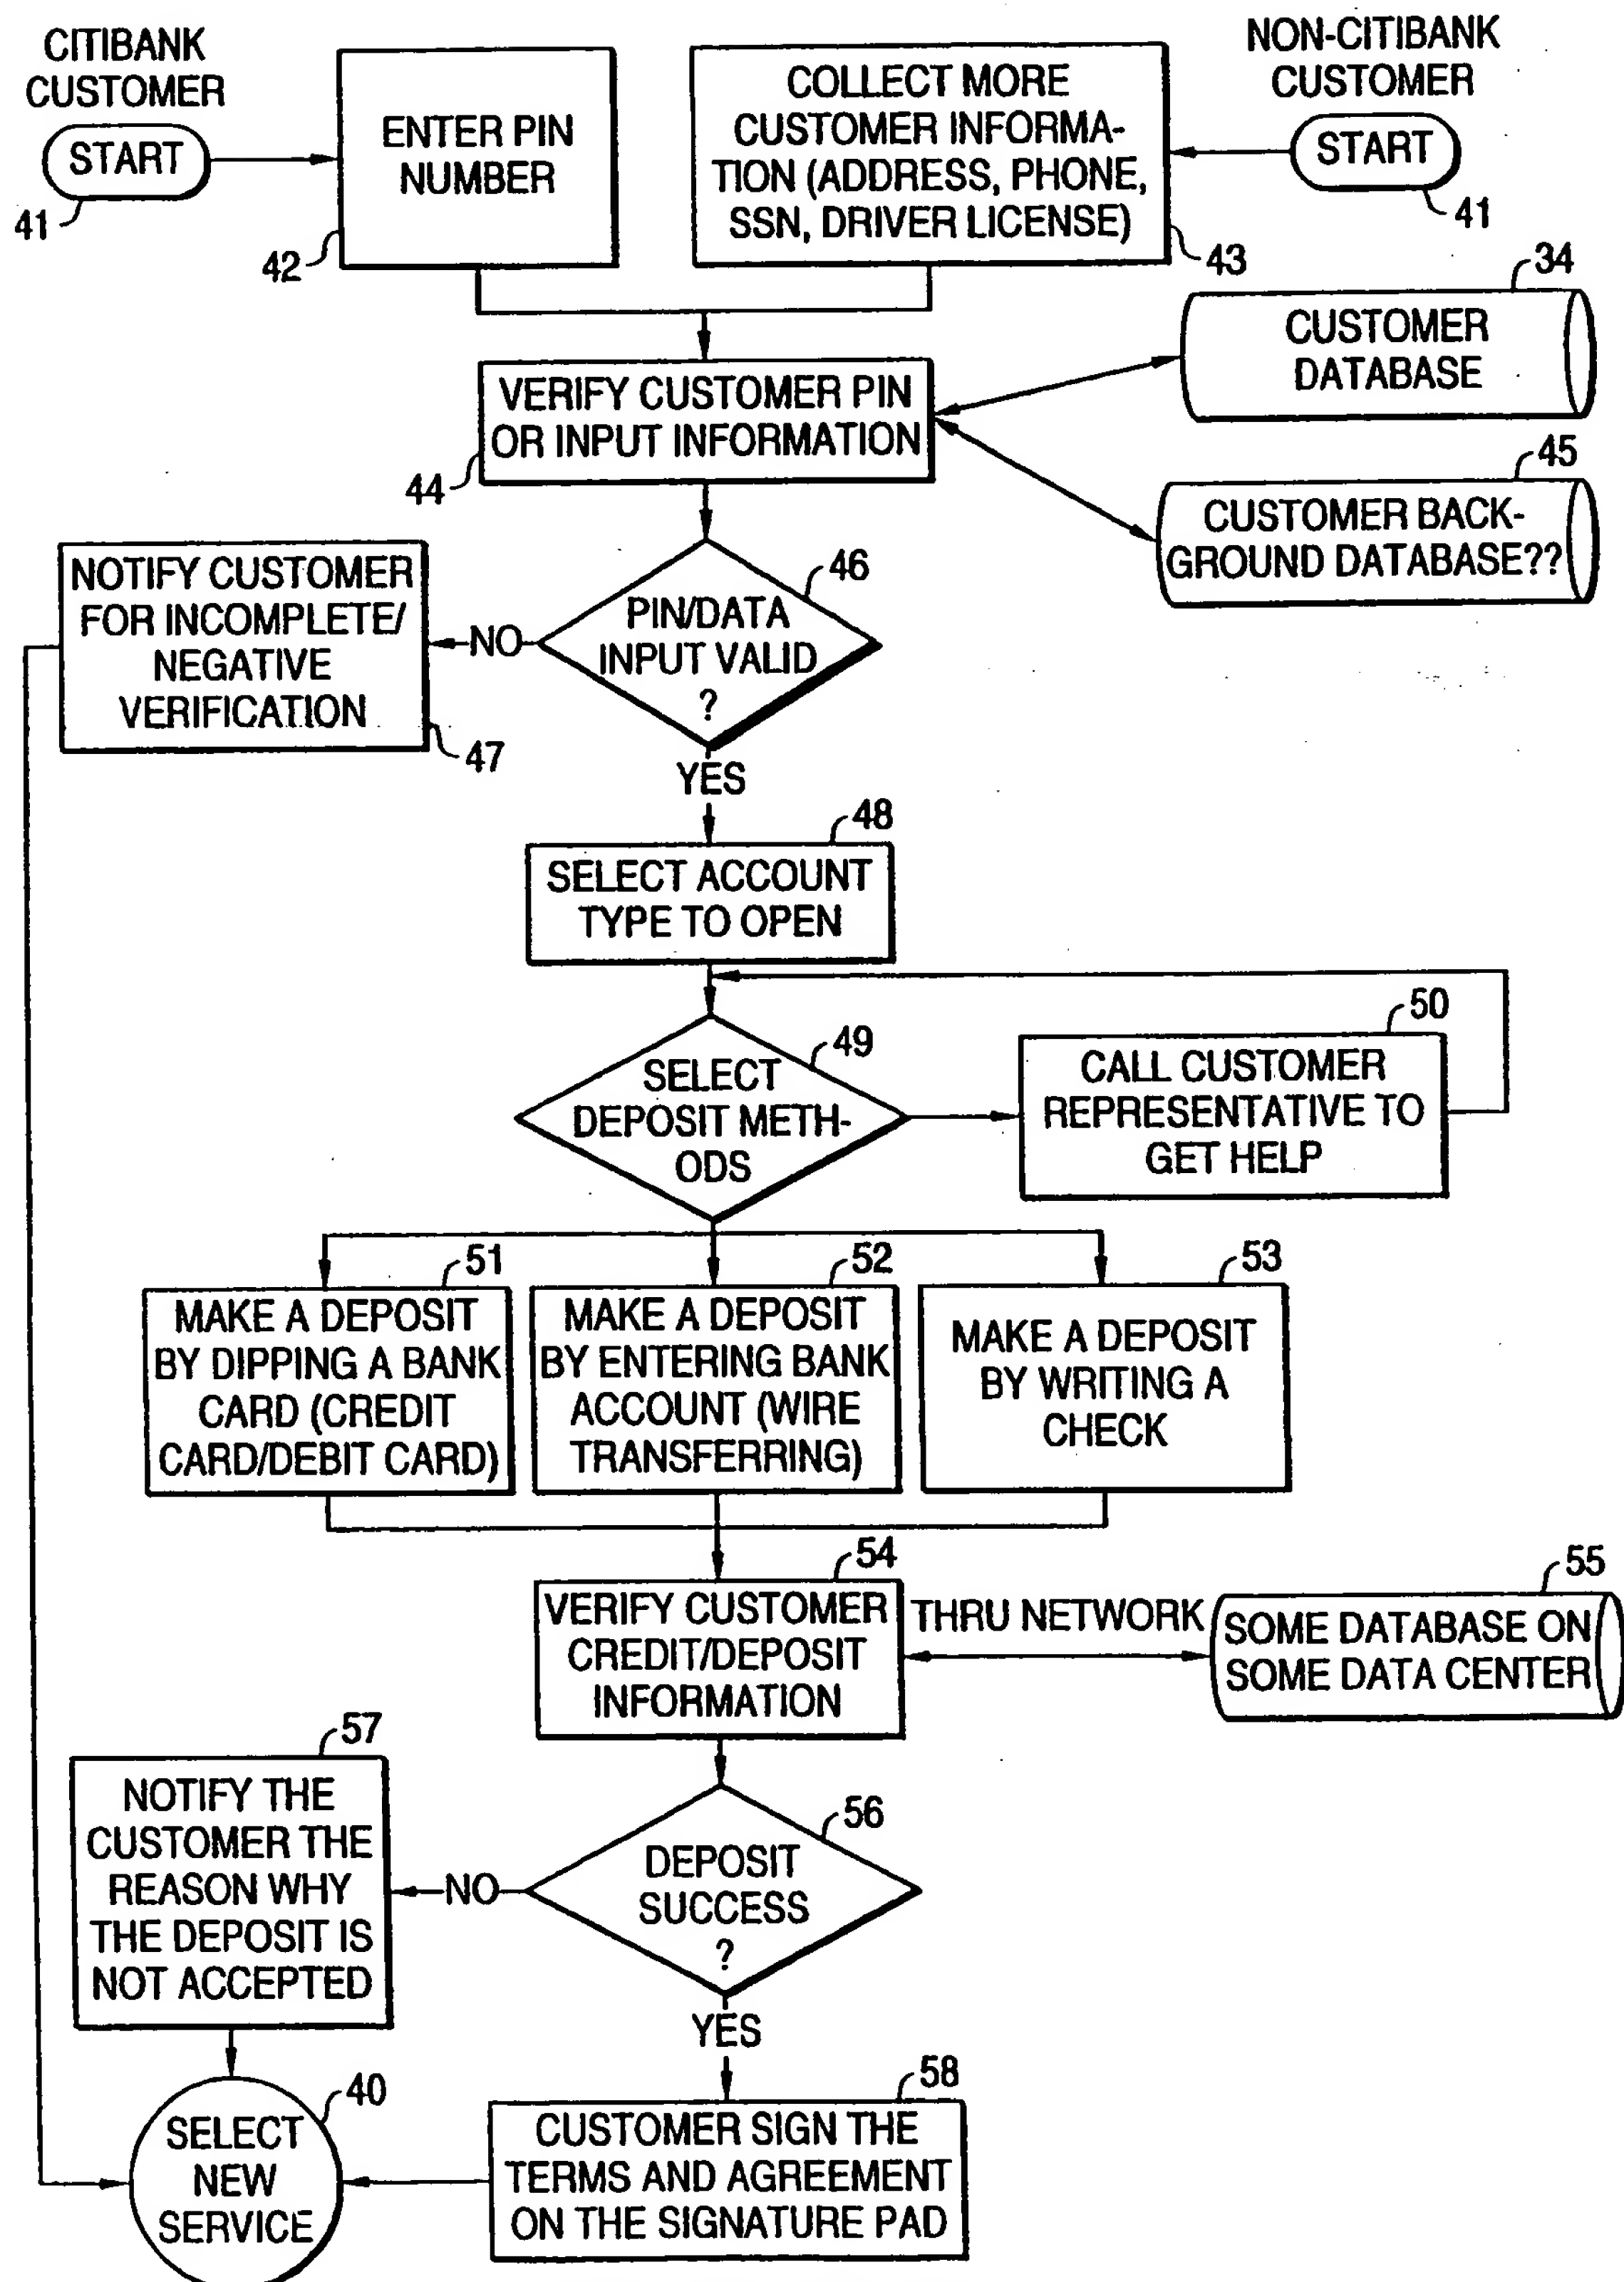 CITIBANK
CUSTOMER
START
41
ENTER PIN
NUMBER
42
COLLECT MORE
CUSTOMER INFORMA-
TION (ADDRESS, PHONE,
SSN, DRIVER LICENSE)
43
NON-CITIBANK
CUSTOMER
START
41
34
CUSTOMER
DATABASE
VERIFY CUSTOMER PIN
OR INPUT INFORMATION
44
45
CUSTOMER BACK-
GROUND DATABASE??
NOTIFY CUSTOMER
FOR INCOMPLETE/
NEGATIVE
VERIFICATION
47
NO
46
PIN/DATA
INPUT VALID
?
YES
48
SELECT ACCOUNT
TYPE TO OPEN
49
SELECT
DEPOSIT METH-
ODS
50
CALL CUSTOMER
REPRESENTATIVE TO
GET HELP
51
MAKE A DEPOSIT
BY DIPPING A BANK
CARD (CREDIT
CARD/DEBIT CARD)
52
MAKE A DEPOSIT
BY ENTERING BANK
ACCOUNT (WIRE
TRANSFERRING)
53
MAKE A DEPOSIT
BY WRITING A
CHECK
54
VERIFY CUSTOMER
CREDIT/DEPOSIT
INFORMATION
THRU NETWORK
55
SOME DATABASE ON
SOME DATA CENTER
57
NOTIFY THE
CUSTOMER THE
REASON WHY
THE DEPOSIT IS
NOT ACCEPTED
NO
56
DEPOSIT
SUCCESS
?
YES
58
CUSTOMER SIGN THE
TERMS AND AGREEMENT
ON THE SIGNATURE PAD
40
SELECT
NEW
SERVICE